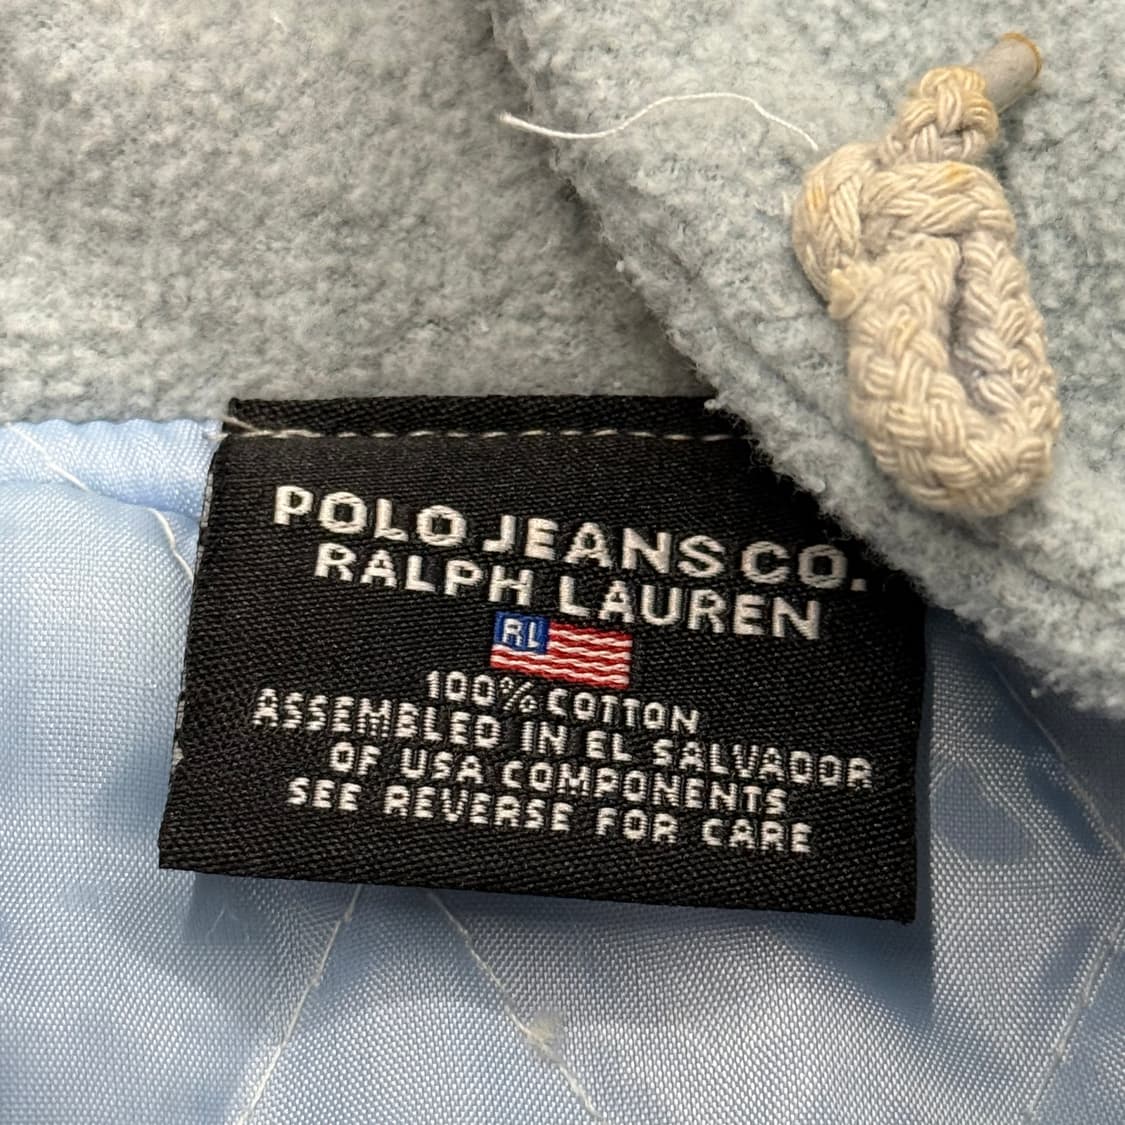 POLO JEANS CO.
RALPH LAUREN
RL
100% COTTON
ASSEMBLED IN EL SALVADOR
OF USA COMPONENTS
SEE REVERSE FOR CARE